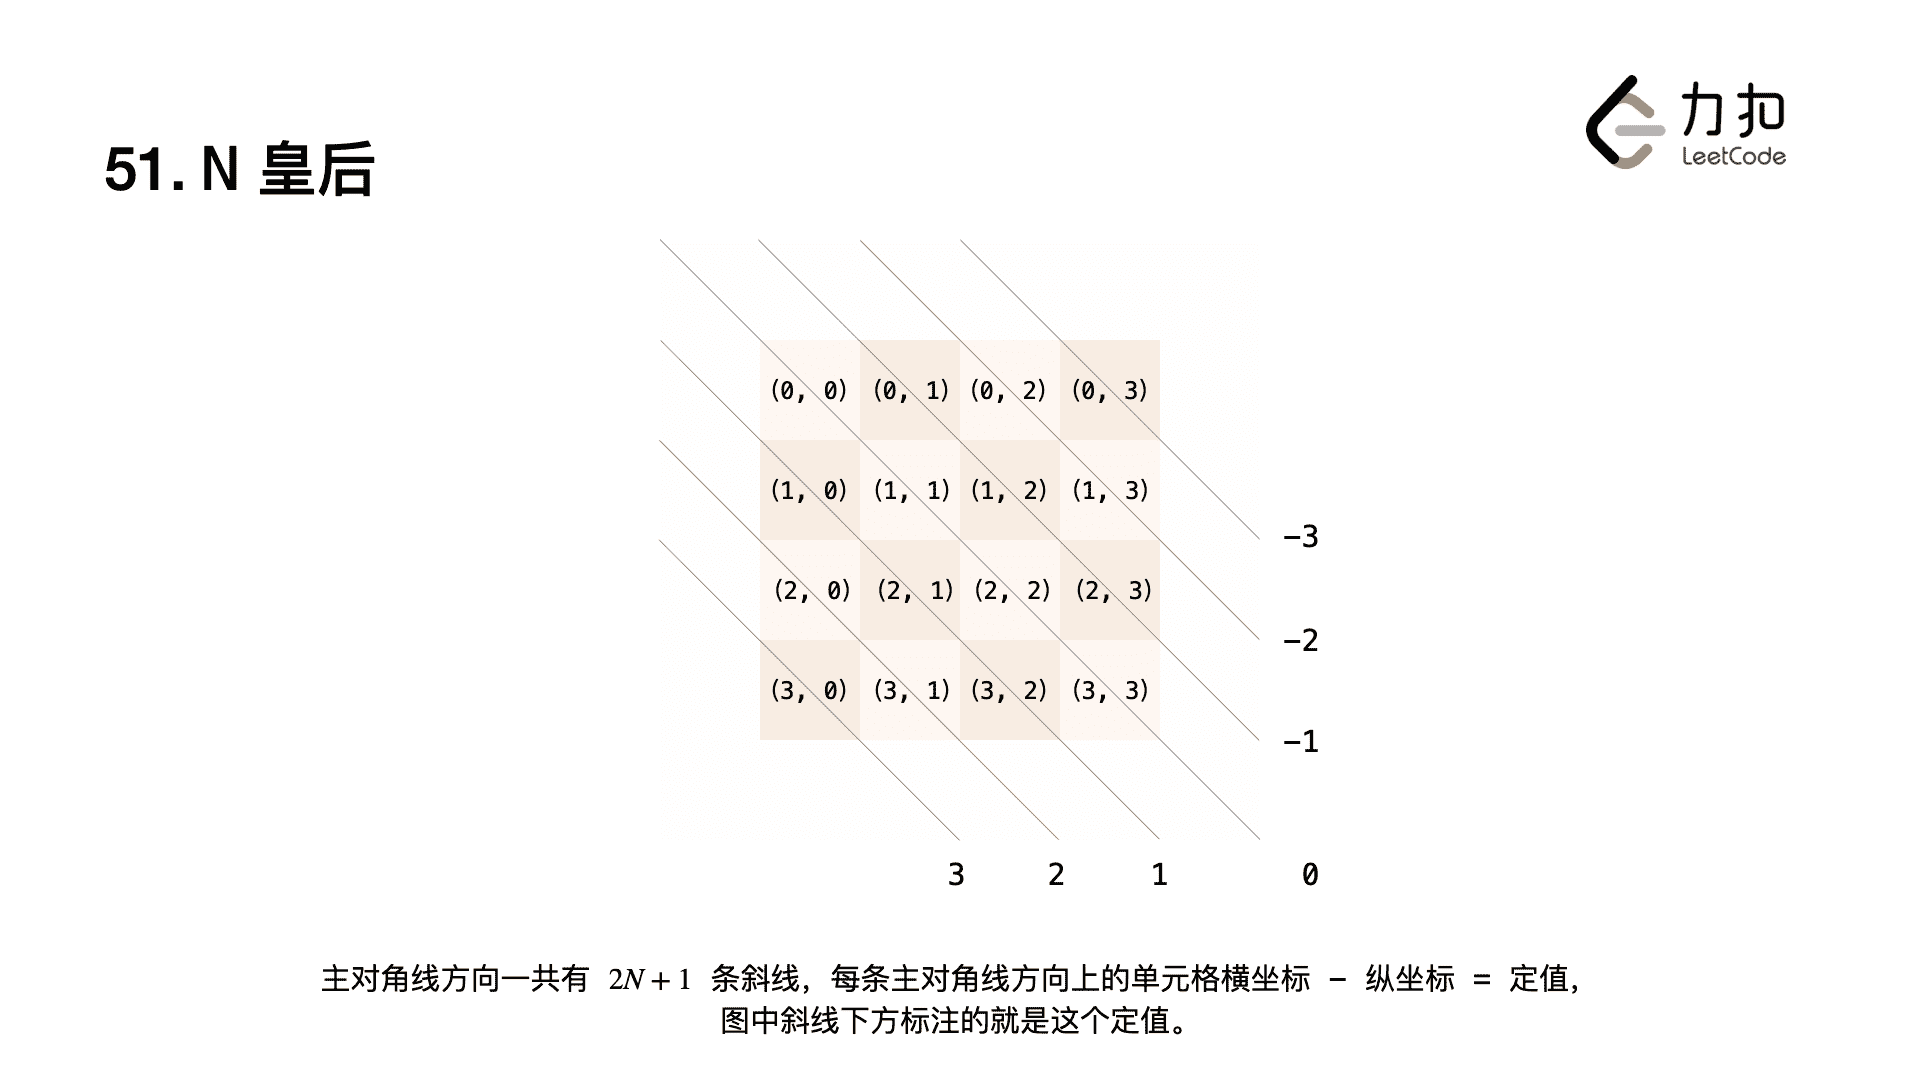 力扣
LeetCode
51. N 皇后
(0, 0) (0, 1) (0, 2) (0, 3)
(1, 0) (1, 1) (1, 2) (1, 3)
−3
(2, 0) (2, 1) (2, 2) (2, 3)
−2
(3, 0) (3, 1) (3, 2) (3, 3)
−1
3 2 1 0
主对角线方向一共有 2N + 1 条斜线，每条主对角线方向上的单元格横坐标 − 纵坐标 = 定值，
图中斜线下方标注的就是这个定值。